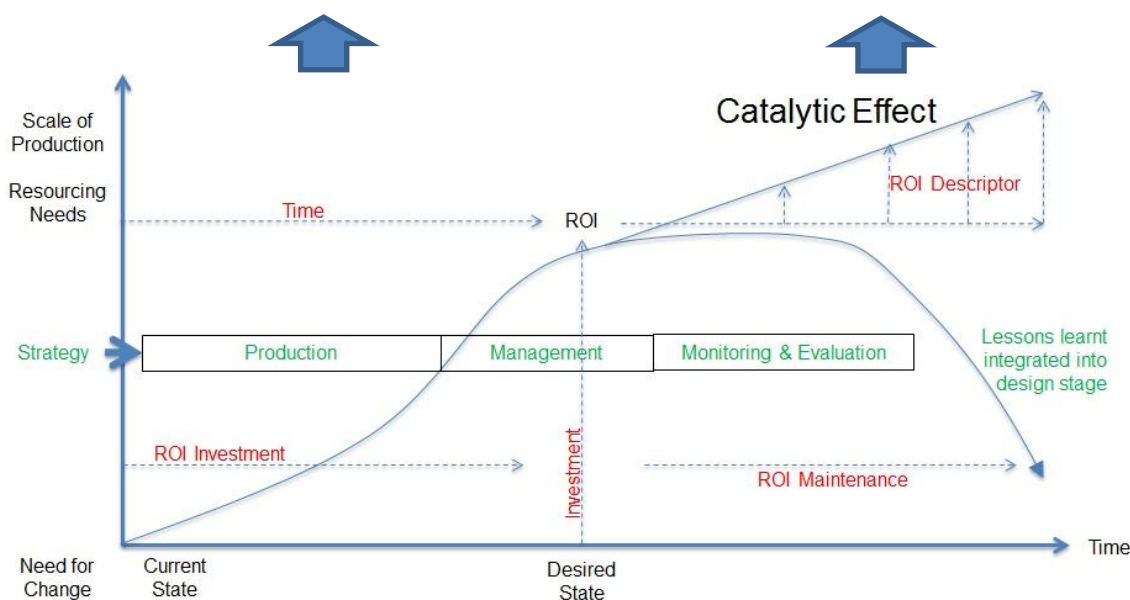 Catalytic Effect
Scale of
Production
Resourcing
Needs
Time
ROI
ROI Descriptor
Strategy
Production
Management
Monitoring & Evaluation
Lessons learnt
integrated into
design stage
ROI Investment
Investment
ROI Maintenance
Time
Need for
Change
Current
State
Desired
State